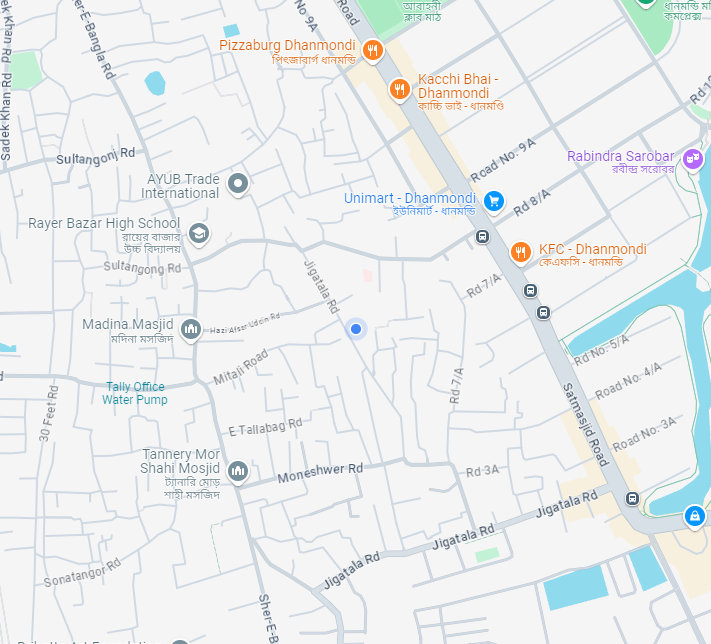 No 9A
Road
আবাহনী
ক্লাব মাঠ
ধানমন্ডি
কমপ্লেক্স
Sher-E-Bangla Rd
Sadek Khan Rd
Pizzaburg Dhanmondi
পিৎজাবার্গ ধানমন্ডি
Kacchi Bhai -
Dhanmondi
কাচ্চি ভাই - ধানমণ্ডি
Sultangonj Rd
Road No. 9A
Rabindra Sarobar
রবীন্দ্র সরোবর
AYUB Trade
International
Unimart - Dhanmondi
ইউনিমার্ট - ধানমন্ডি
Rd 8/A
Rayer Bazar High School
রায়ের বাজার
উচ্চ বিদ্যালয়
KFC - Dhanmondi
কেএফসি - ধানমন্ডি
Sultangong Rd
Jigatala Rd
Rd-7/A
Hazi Afsar Uddin Rd
Madina Masjid
মদিনা মসজিদ
Rd No. 5/A
Mitali Road
Road No. 4/A
Rd-7/A
Tally Office
Water Pump
30 Feet Rd
Satmasjid Road
E Tallabag Rd
Road No. 3A
Tannery Mor
Shahi Mosjid
ট্যানারি মোড়
শাহী মসজিদ
Moneshwer Rd
Rd 3A
Jigatala Rd
Jigatala Rd
Jigatala Rd
Sonatangor Rd
Sher-E-B